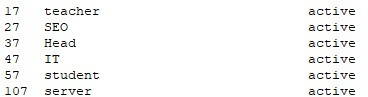 17 teacher active
27 SEO active
37 Head active
47 IT active
57 student active
107 server active